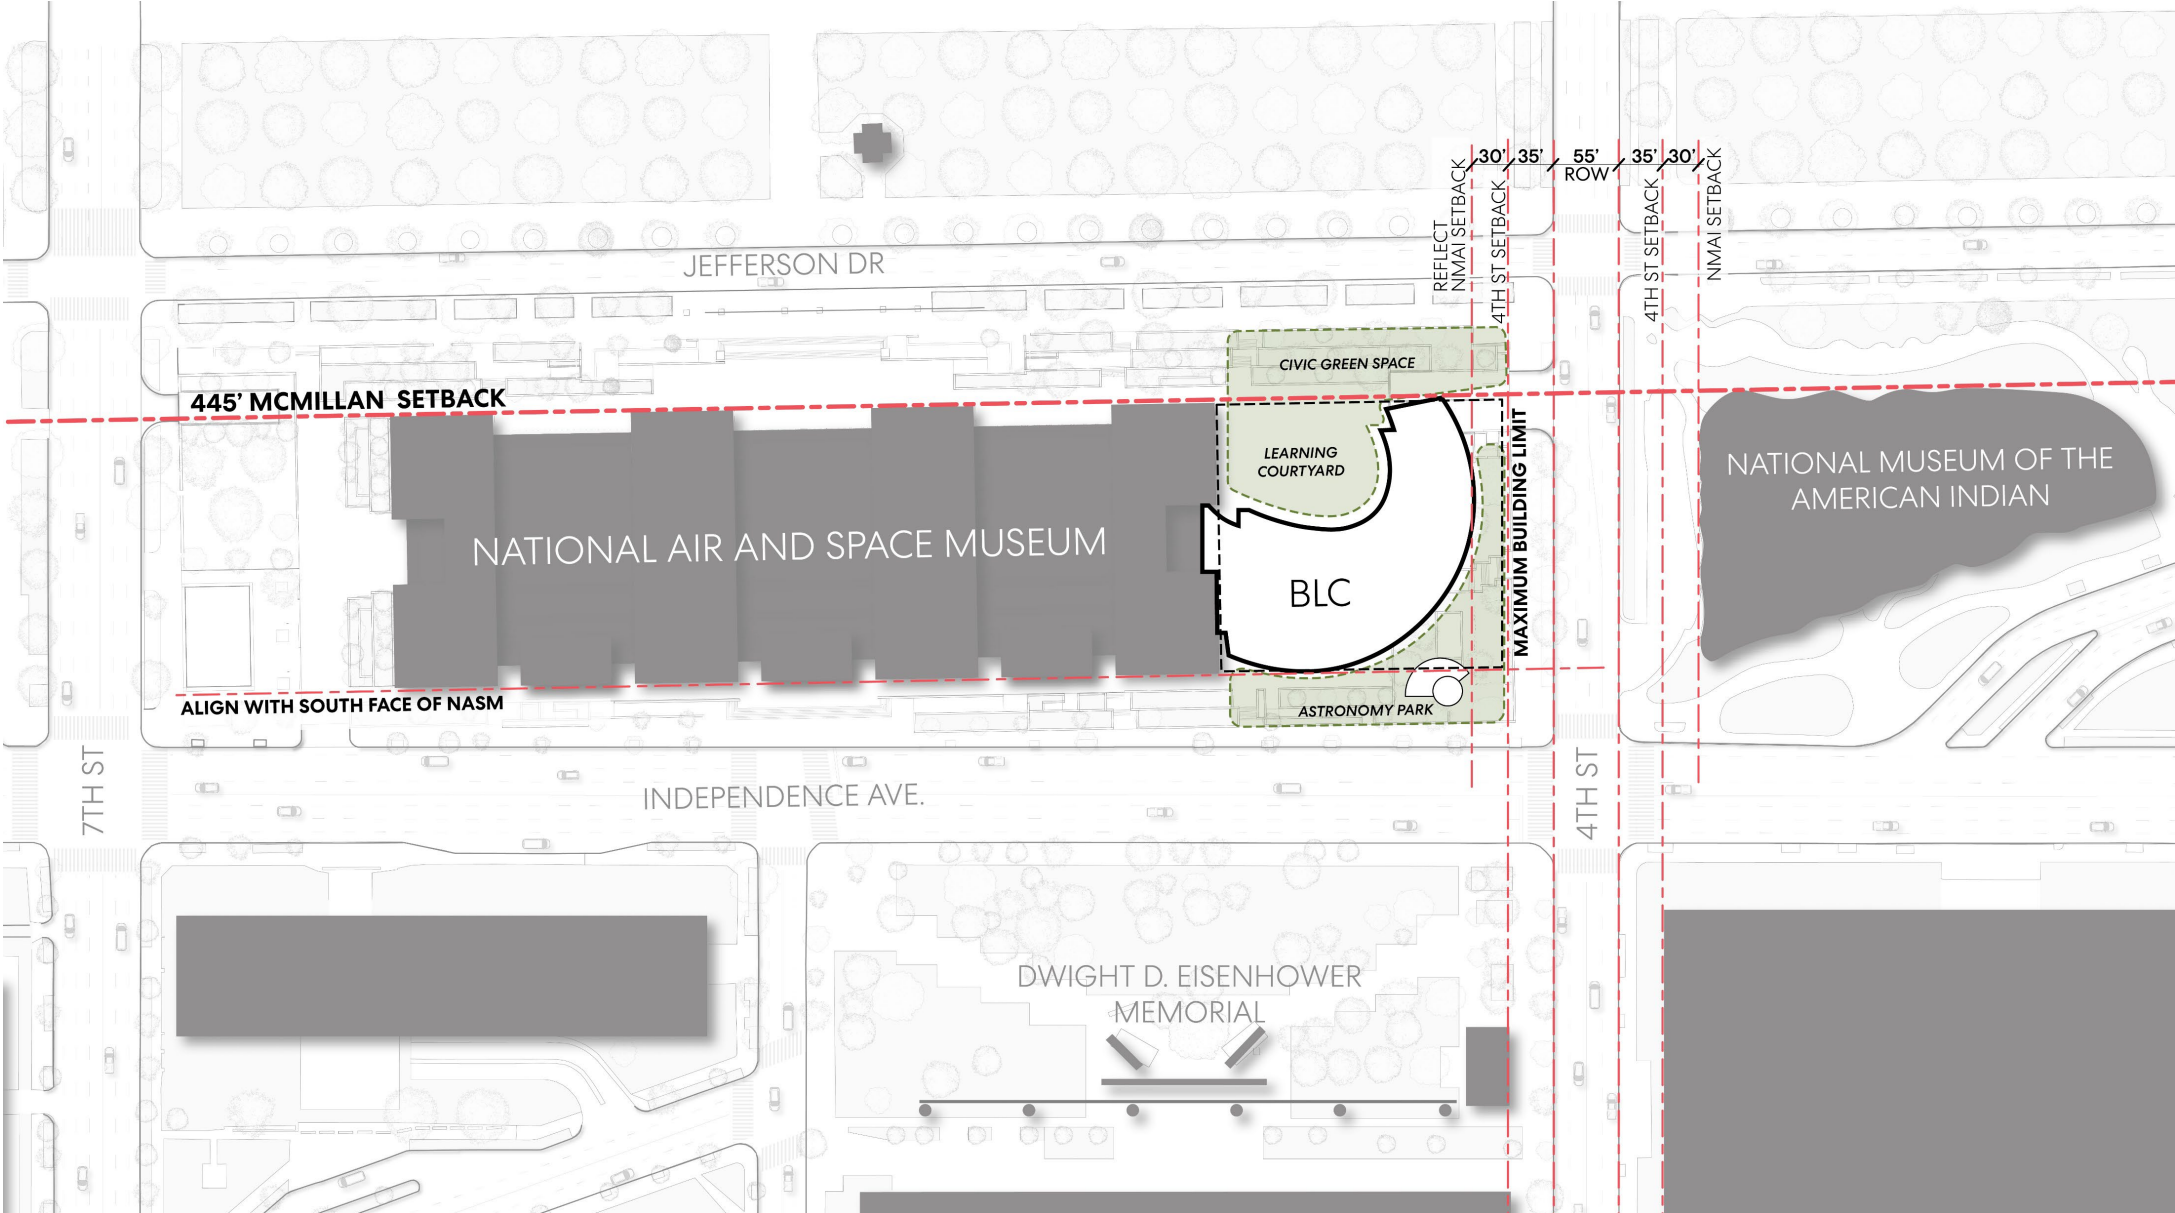 30' 35' 55' 35' 30'
ROW
REFLECT
NMAI SETBACK
4TH ST SETBACK
4TH ST SETBACK
NMAI SETBACK
JEFFERSON DR
CIVIC GREEN SPACE
445' MCMILLAN SETBACK
LEARNING
COURTYARD
MAXIMUM BUILDING LIMIT
NATIONAL MUSEUM OF THE
AMERICAN INDIAN
NATIONAL AIR AND SPACE MUSEUM
BLC
ALIGN WITH SOUTH FACE OF NASM
ASTRONOMY PARK
7TH ST
INDEPENDENCE AVE.
4TH ST
DWIGHT D. EISENHOWER
MEMORIAL